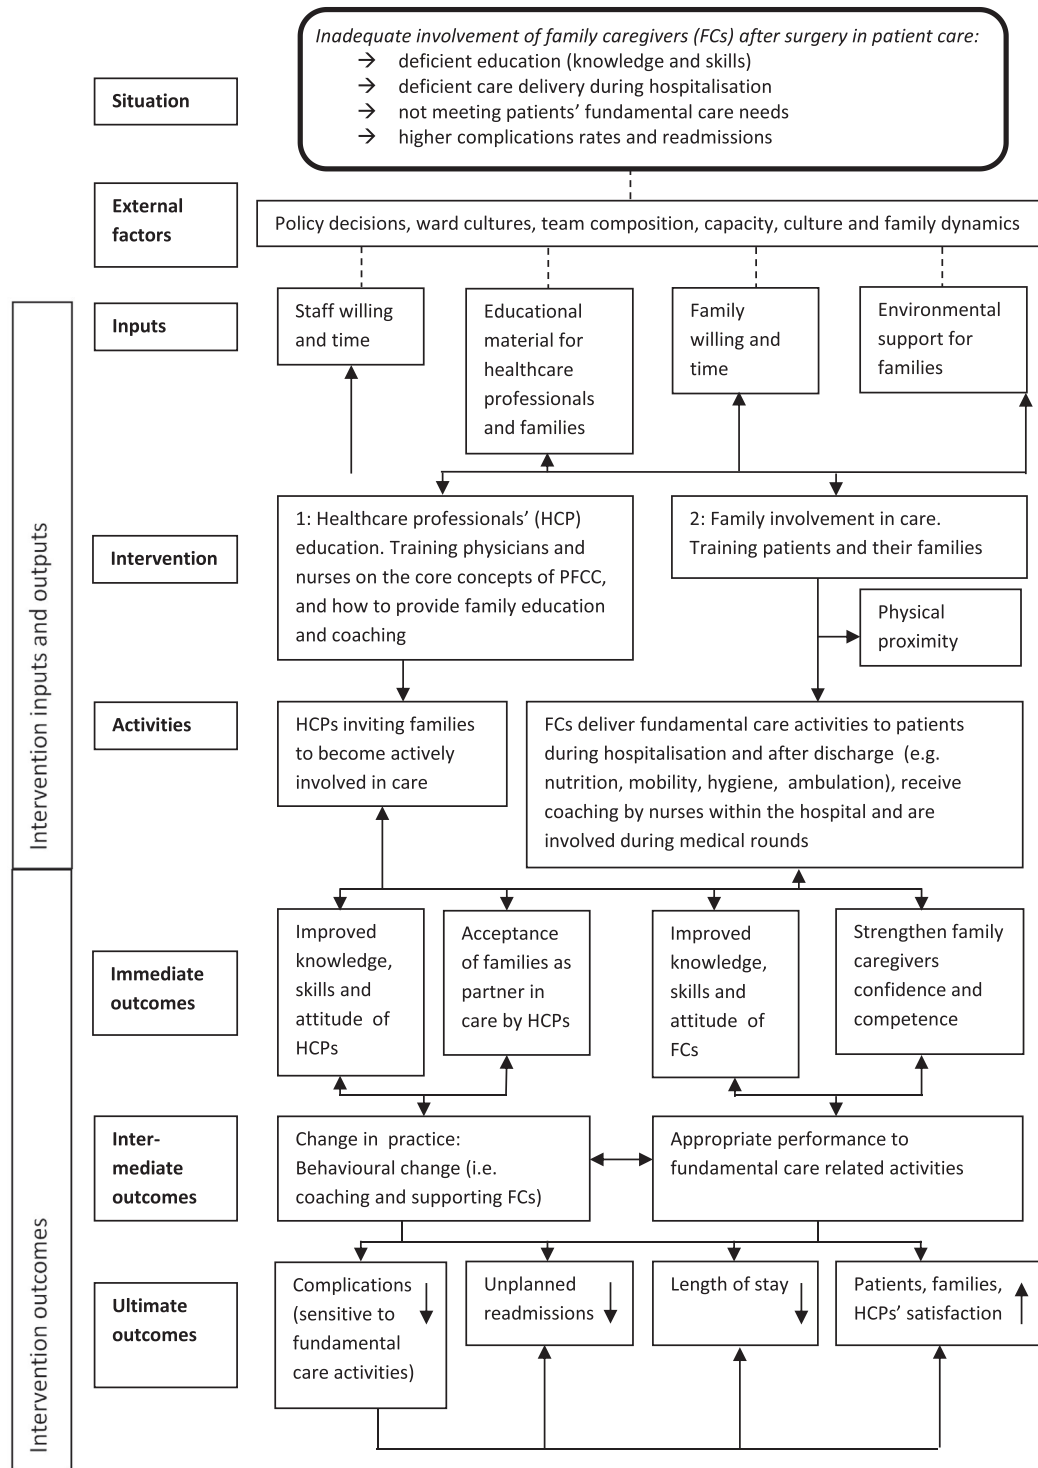 Inadequate involvement of family caregivers (FCs) after surgery in patient care:
→ deficient education (knowledge and skills)
→ deficient care delivery during hospitalisation
→ not meeting patients’ fundamental care needs
→ higher complications rates and readmissions
Situation
External
factors
Policy decisions, ward cultures, team composition, capacity, culture and family dynamics
Intervention inputs and outputs
Inputs
Staff willing
and time
Educational
material for
healthcare
professionals
and families
Family
willing and
time
Environmental
support for
families
Intervention
1: Healthcare professionals’ (HCP)
education. Training physicians and
nurses on the core concepts of PFCC,
and how to provide family education
and coaching
2: Family involvement in care.
Training patients and their families
Physical
proximity
Activities
HCPs inviting families
to become actively
involved in care
FCs deliver fundamental care activities to patients
during hospitalisation and after discharge (e.g.
nutrition, mobility, hygiene, ambulation), receive
coaching by nurses within the hospital and are
involved during medical rounds
Intervention outcomes
Immediate
outcomes
Improved
knowledge,
skills and
attitude of
HCPs
Acceptance
of families as
partner in
care by HCPs
Improved
knowledge,
skills and
attitude of
FCs
Strengthen family
caregivers
confidence and
competence
Inter-
mediate
outcomes
Change in practice:
Behavioural change (i.e.
coaching and supporting FCs)
Appropriate performance to
fundamental care related activities
Ultimate
outcomes
Complications
(sensitive to
fundamental
care activities)
Unplanned
readmissions
Length of stay
Patients, families,
HCPs’ satisfaction